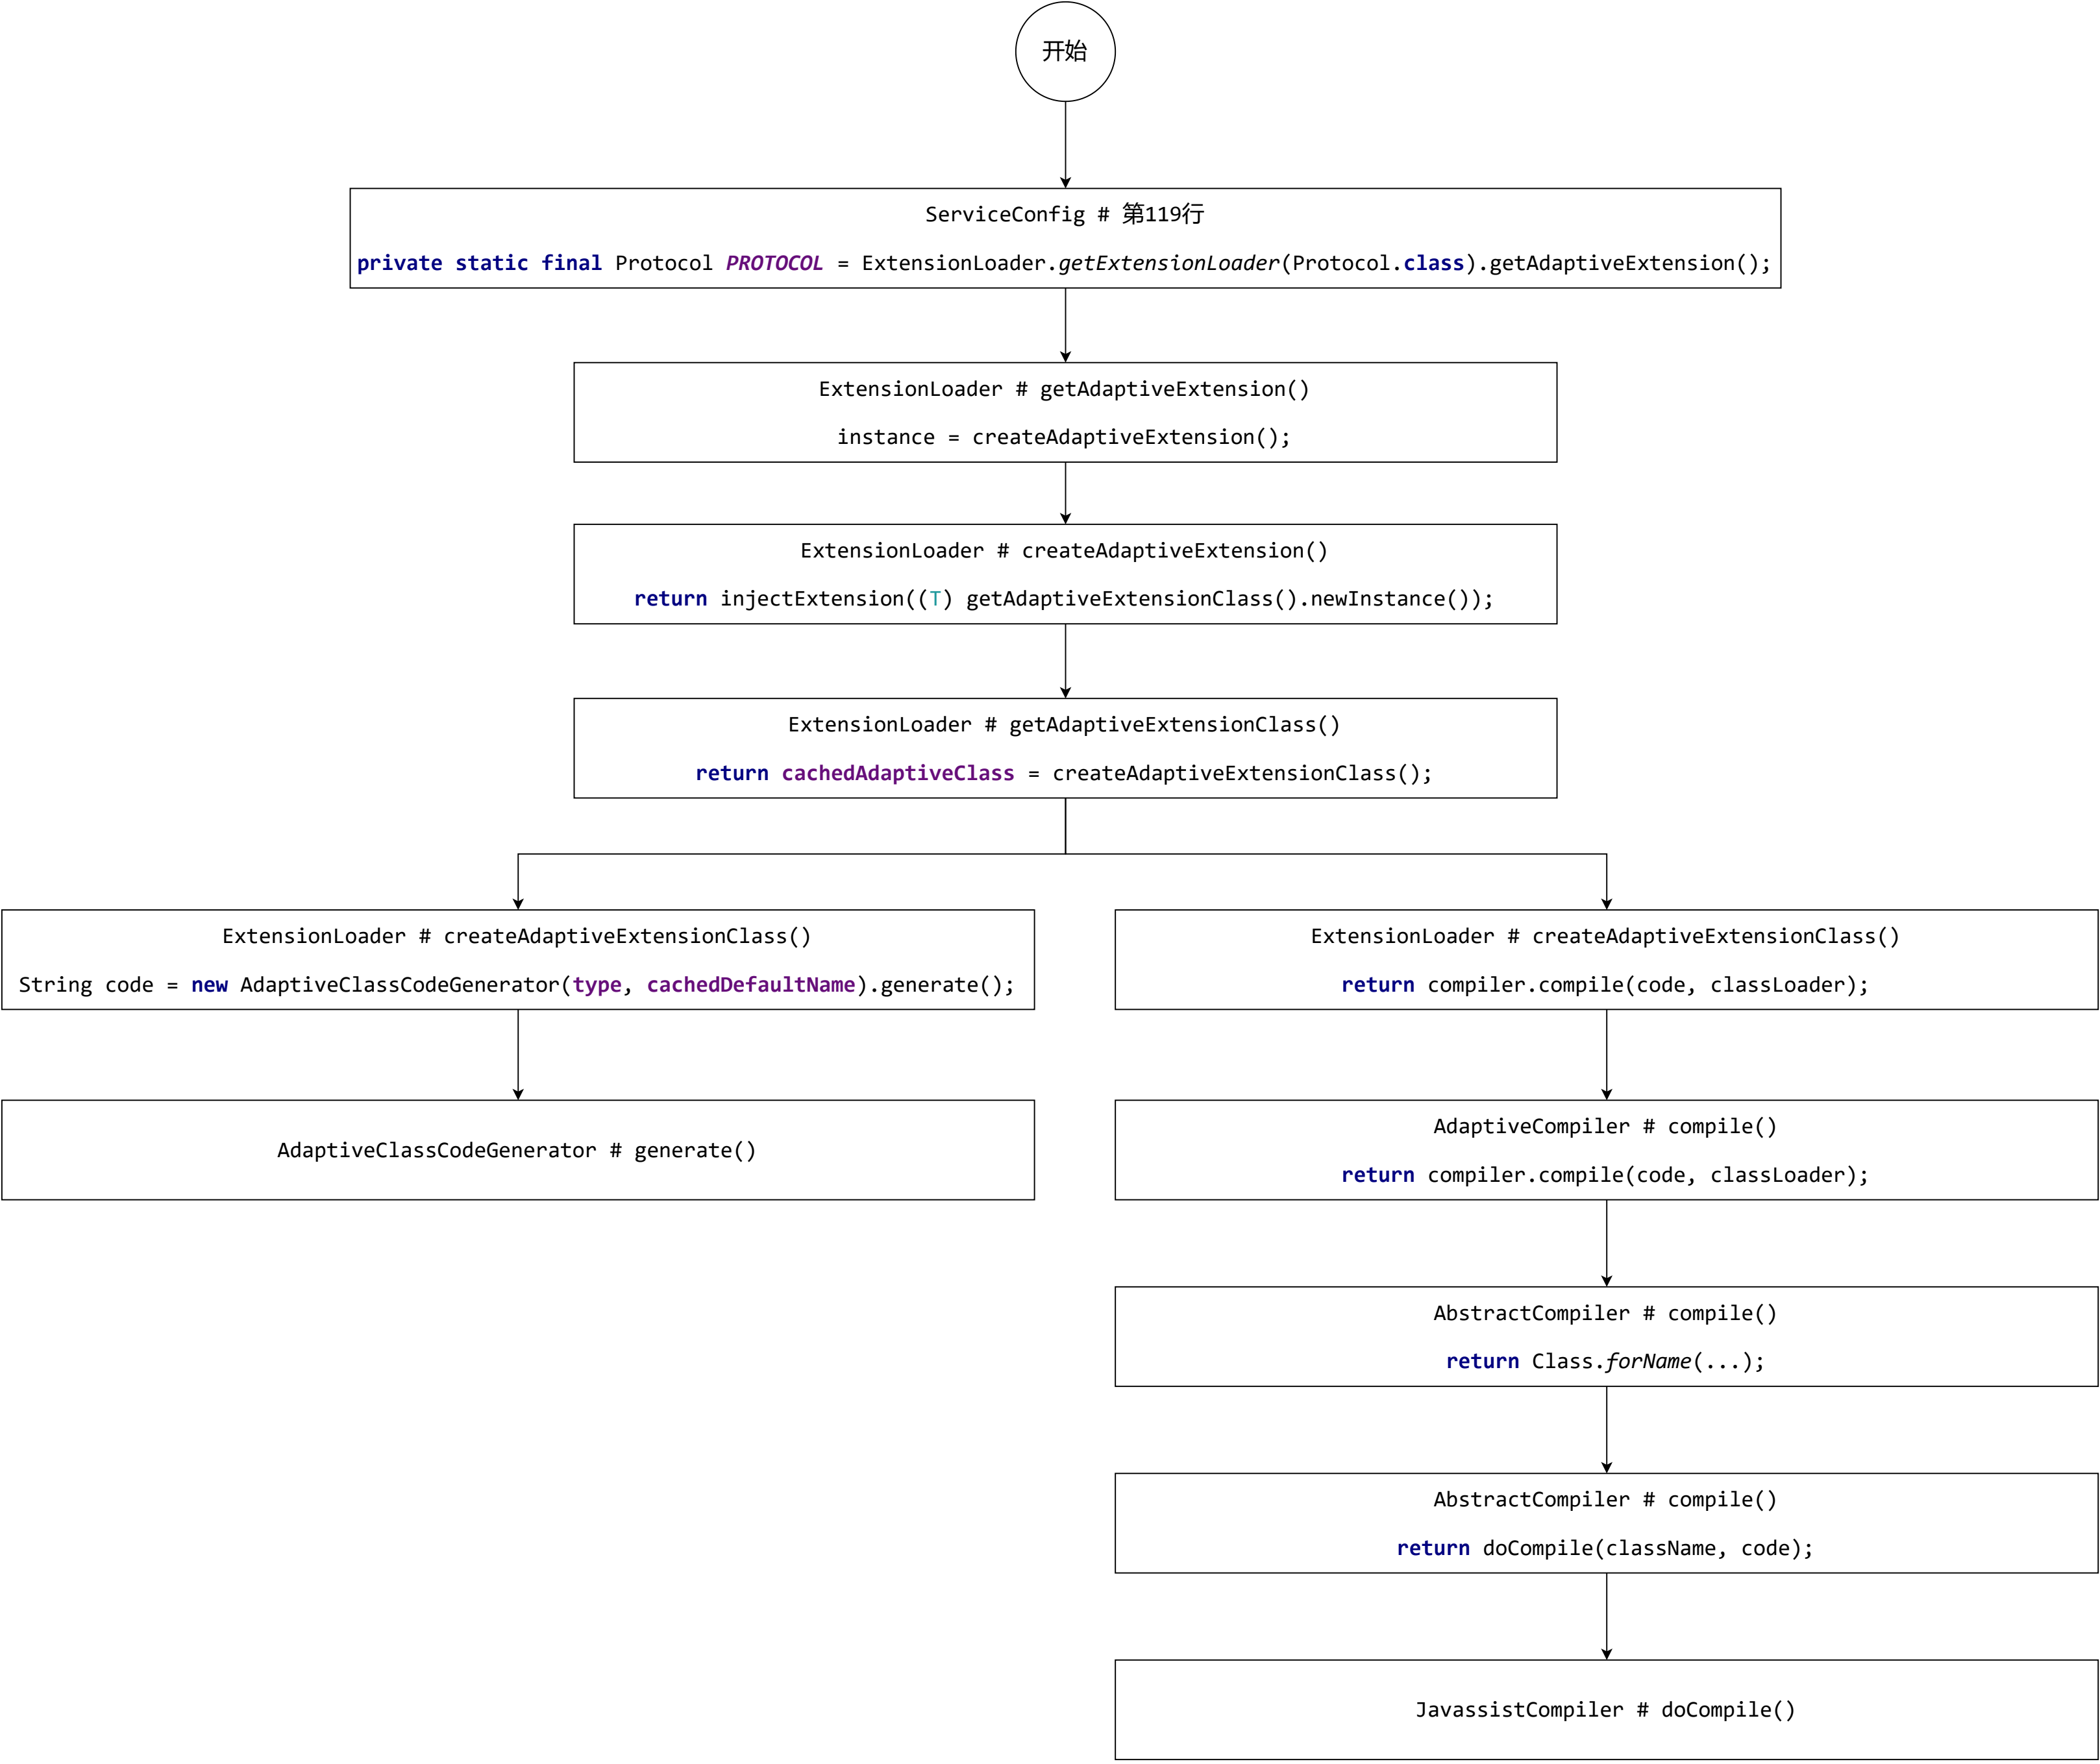 开始
ServiceConfig # 第119行
private static final Protocol PROTOCOL = ExtensionLoader.getExtensionLoader(Protocol.class).getAdaptiveExtension();
ExtensionLoader # getAdaptiveExtension()
instance = createAdaptiveExtension();
ExtensionLoader # createAdaptiveExtension()
return injectExtension((T) getAdaptiveExtensionClass().newInstance());
ExtensionLoader # getAdaptiveExtensionClass()
return cachedAdaptiveClass = createAdaptiveExtensionClass();
ExtensionLoader # createAdaptiveExtensionClass()
String code = new AdaptiveClassCodeGenerator(type, cachedDefaultName).generate();
AdaptiveClassCodeGenerator # generate()
ExtensionLoader # createAdaptiveExtensionClass()
return compiler.compile(code, classLoader);
AdaptiveCompiler # compile()
return compiler.compile(code, classLoader);
AbstractCompiler # compile()
return Class.forName(...);
AbstractCompiler # compile()
return doCompile(className, code);
JavassistCompiler # doCompile()